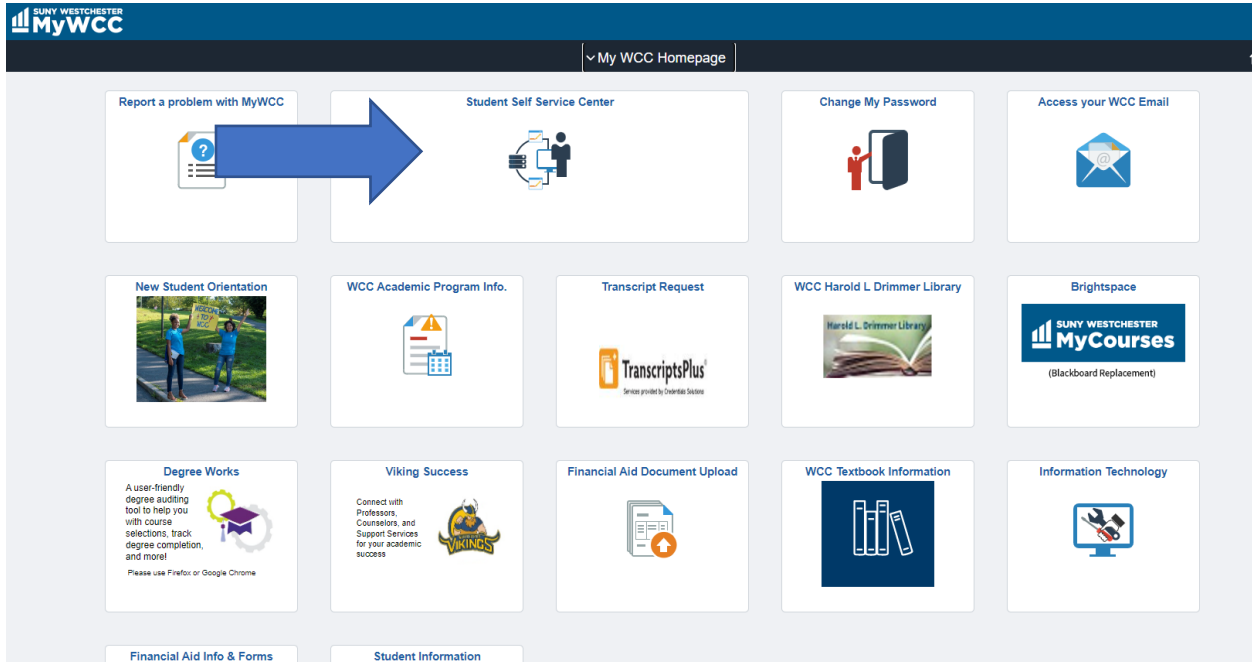 SUNY WESTCHESTER
MyWCC
My WCC Homepage
Report a problem with MyWCC
Student Self Service Center
Change My Password
Access your WCC Email
?
@
New Student Orientation
WELCOME
TO
WCC
WCC Academic Program Info.
Transcript Request
TranscriptsPlus
Services provided by Credentials Solutions
WCC Harold L Drimmer Library
Harold L. Drimmer Library
Brightspace
SUNY WESTCHESTER
MyCourses
(Blackboard Replacement)
Degree Works
A user-friendly
degree auditing
tool to help you
with course
selections, track
degree completion,
and more!
Please use Firefox or Google Chrome
Viking Success
Connect with
Professors,
Counselors, and
Support Services
for your academic
success
VIKINGS
Financial Aid Document Upload
WCC Textbook Information
Information Technology
Financial Aid Info & Forms
Student Information